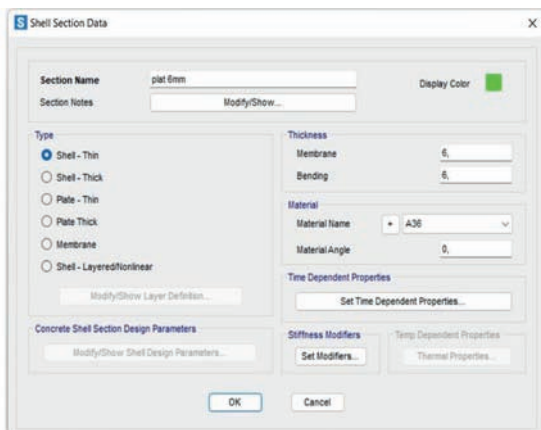 S Shell Section Data X
Section Name plat 6mm Display Color
Section Notes Modify/Show...
Type
Shell - Thin
Shell - Thick
Plate - Thin
Plate Thick
Membrane
Shell - Layered/Nonlinear
Modify/Show Layer Definition...
Concrete Shell Section Design Parameters
Modify/Show Shell Design Parameters...
Thickness
Membrane 6,
Bending 6,
Material
Material Name + A36
Material Angle 0,
Time Dependent Properties
Set Time Dependent Properties...
Stiffness Modifiers
Set Modifiers...
Temp Dependent Properties
Thermal Properties...
OK Cancel